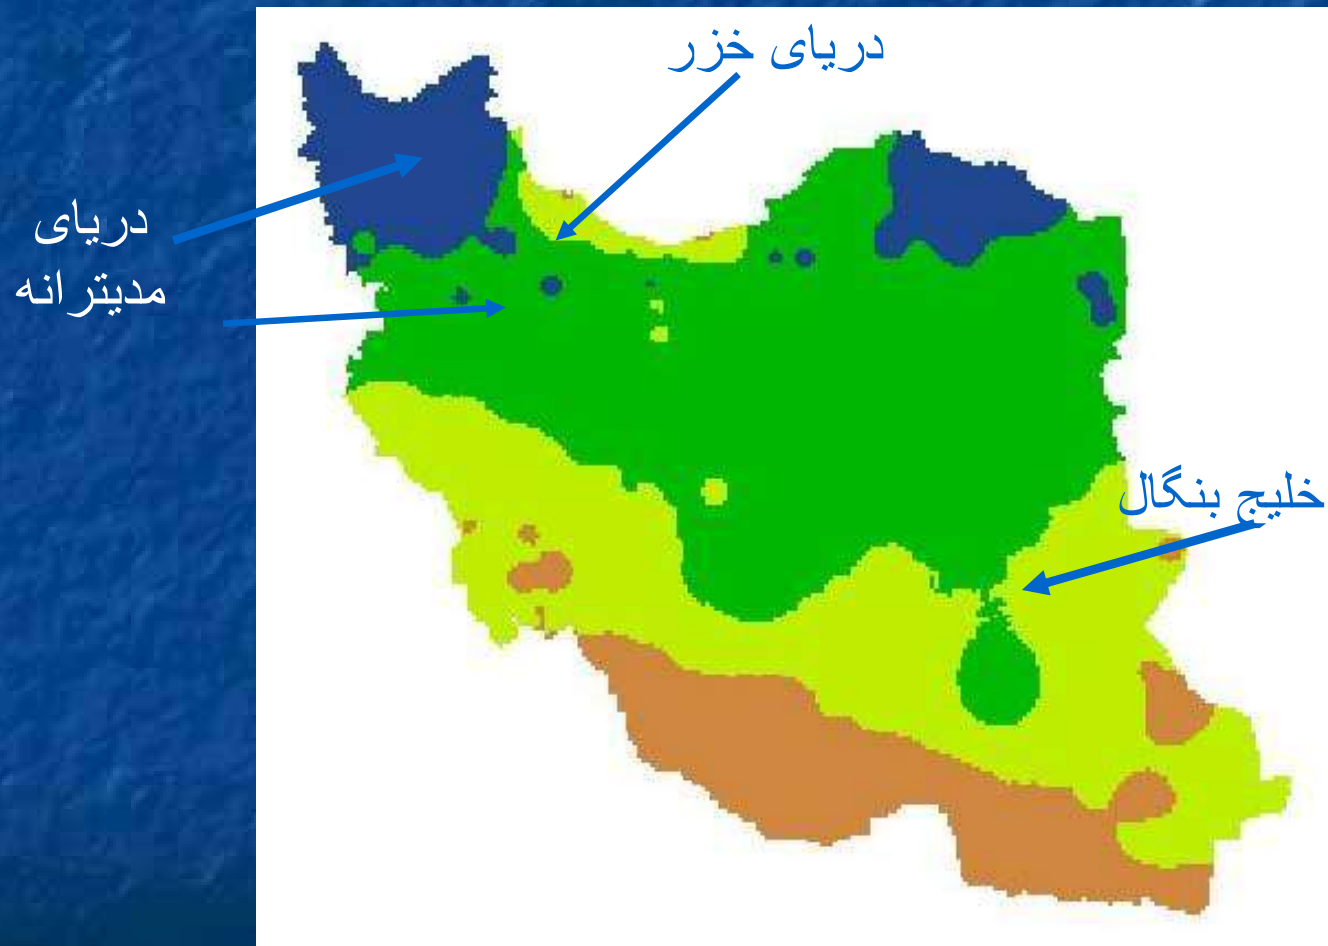 دریای خزر
دریای
مدیترانه
خلیج بنگال